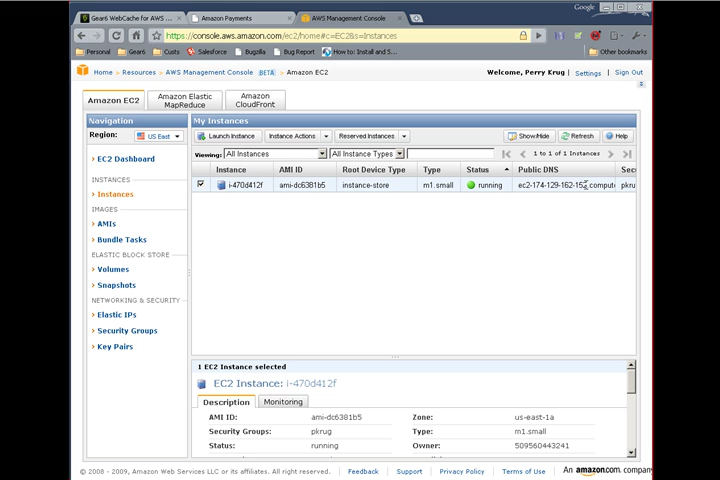 Google
Gear6 WebCache for AWS ...
Amazon Payments
AWS Management Console
https://console.aws.amazon.com/ec2/home#c=EC2&s=Instances
Personal Gear6 Custs Salesforce Bugzilla Bug Report How to: Install and S... Other bookmarks
Home > Resources > AWS Management Console BETA > Amazon EC2
Welcome, Perry Krug | Settings | Sign Out
Amazon EC2
Amazon Elastic MapReduce
Amazon CloudFront
Navigation
Region: US East
EC2 Dashboard
INSTANCES
Instances
IMAGES
AMIs
Bundle Tasks
ELASTIC BLOCK STORE
Volumes
Snapshots
NETWORKING & SECURITY
Elastic IPs
Security Groups
Key Pairs
My Instances
Launch Instance Instance Actions Reserved Instances Show/Hide Refresh Help
Viewing: All Instances All Instance Types 1 to 1 of 1 Instances
Instance AMI ID Root Device Type Type Status Public DNS Secu
i-470d412f ami-dc6381b5 instance-store m1.small running pkru
1 EC2 Instance selected
EC2 Instance: i-470d412f
Description Monitoring
AMI ID: ami-dc6381b5 Zone: us-east-1a
Security Groups: pkrug Type: m1.small
Status: running Owner: 509560443241
© 2008 - 2009, Amazon Web Services LLC or its affiliates. All right reserved. Feedback Support Privacy Policy Terms of Use An amazon.com company